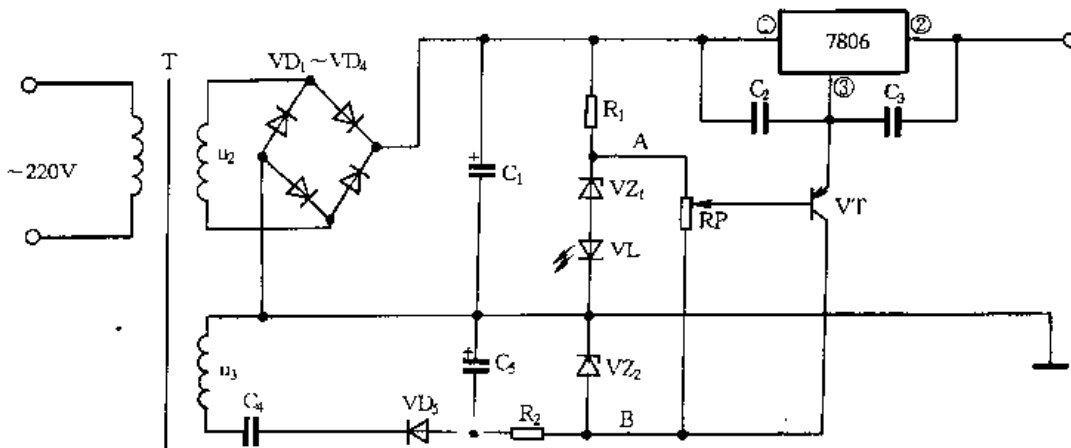 T
VD₁～VD₄
～220V
u₂
C₁
R₁
A
VZ₁
VL
RP
VT
① 7806 ②
③
C₂
C₃
u₃
C₄
VD₅
C₅
R₂
VZ₂
B